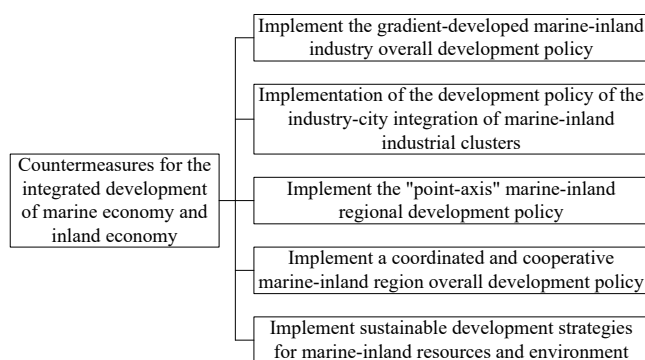 Implement the gradient-developed marine-inland
industry overall development policy
Implementation of the development policy of the
industry-city integration of marine-inland
industrial clusters
Countermeasures for the
integrated development
of marine economy and
inland economy
Implement the "point-axis" marine-inland
regional development policy
Implement a coordinated and cooperative
marine-inland region overall development policy
Implement sustainable development strategies
for marine-inland resources and environment